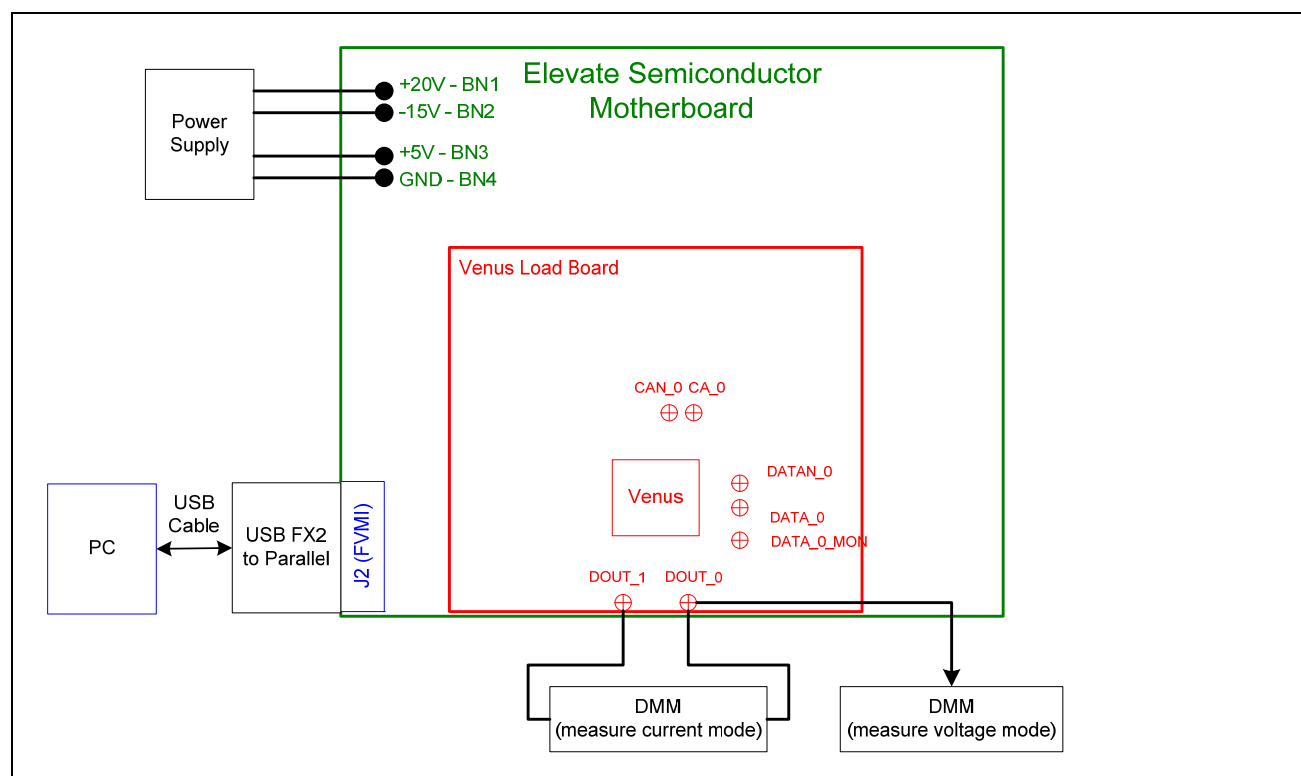 Elevate Semiconductor
Motherboard
Power
Supply
+20V - BN1
-15V - BN2
+5V - BN3
GND - BN4
Venus Load Board
CAN_0 CA_0
DATAN_0
Venus
DATA_0
DATA_0_MON
DOUT_1 DOUT_0
PC
USB
Cable
USB FX2
to Parallel
J2 (FVMI)
DMM
(measure current mode)
DMM
(measure voltage mode)